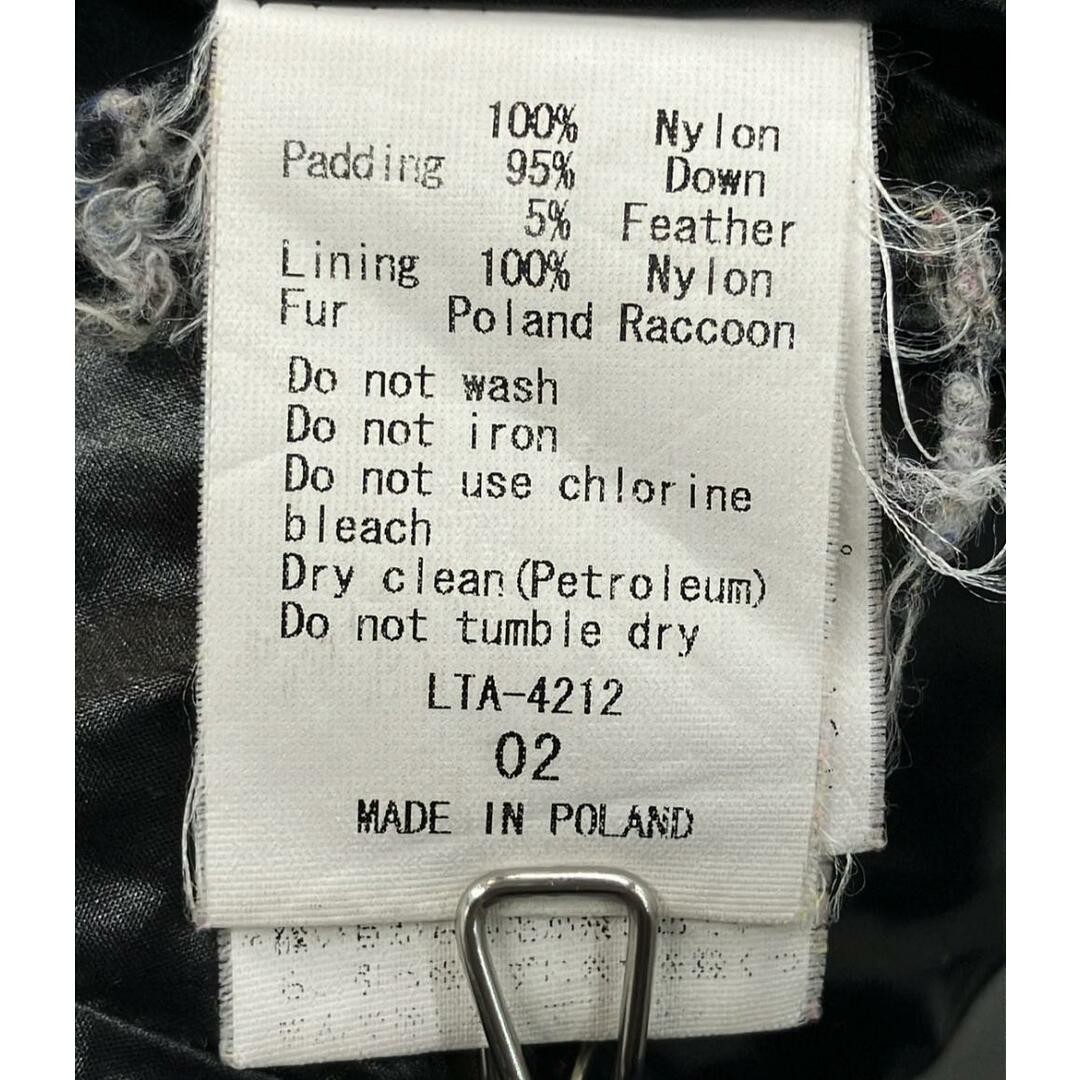 100% Nylon
Padding 95% Down
5% Feather
Lining 100% Nylon
Fur Poland Raccoon
Do not wash
Do not iron
Do not use chlorine
bleach
Dry clean(Petroleum)
Do not tumble dry
LTA-4212
02
MADE IN POLAND